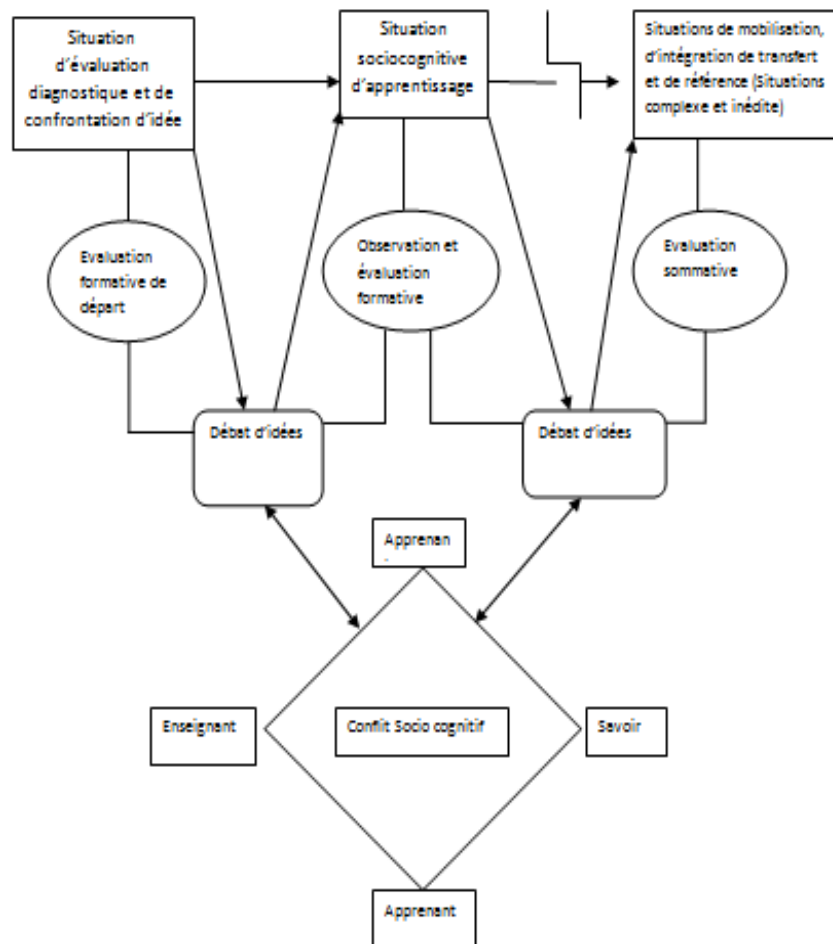 Situation
d'évaluation
diagnostique et de
confrontation d'idée
Situation
sociocognitive
d'apprentissage
Situations de mobilisation,
d'intégration de transfert
et de référence (Situations
complexe et inédite)
Evaluation
formative de
départ
Observation et
évaluation
formative
Evaluation
sommative
Débat d'idées
Débat d'idées
Apprenan
Enseignant
Conflit Socio cognitif
Savoir
Apprenant